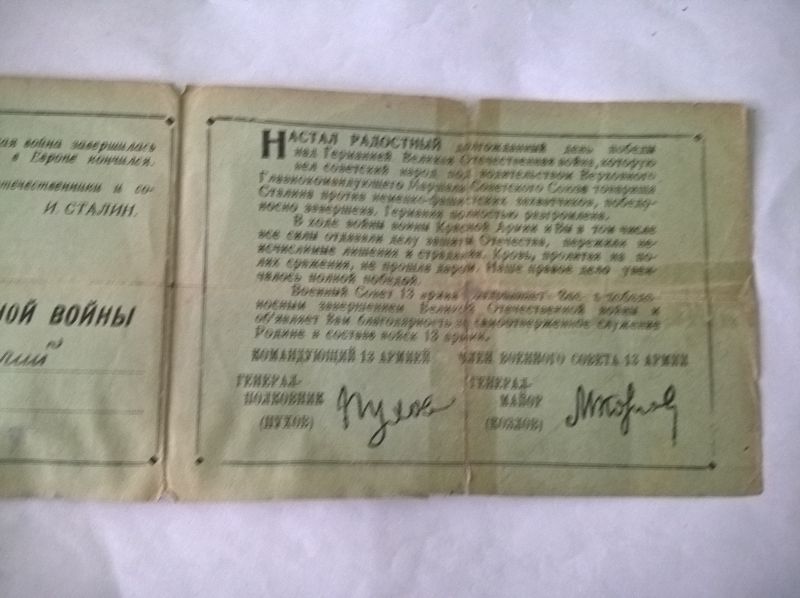 ая война завершилась
в Европе кончился.
отечественники и со-
И. СТАЛИН.
НОЙ ВОЙНЫ
НАСТАЛ РАДОСТНЫЙ долгожданный день победы
над Германией. Великая Отечественная война, которую
вел советский народ под водительством Верховного
Главнокомандующего Маршала Советского Союза товарища
Сталина против немецко-фашистских захватчиков, победо-
носно завершена. Германия полностью разгромлена.
В ходе войны воины Красной Армии и Вы в том числе
все силы отдавали делу защиты Отечества, пережили не-
исчислимые лишения и страдания. Кровь, пролитая на по-
лях сражения, не прошла даром. Наше правое дело увен-
чалось полной победой.
Военный Совет 13 армии поздравляет Вас с победо-
носным завершением Великой Отечественной войны и
об'являет Вам благодарность за самоотверженное служение
Родине в составе войск 13 армии.
КОМАНДУЮЩИЙ 13 АРМИЕЙ
ГЕНЕРАЛ-
ПОЛКОВНИК
(ПУХОВ)
Пухов
ЧЛЕН ВОЕННОГО СОВЕТА 13 АРМИИ
ГЕНЕРАЛ-
МАЙОР
(КОЗЛОВ)